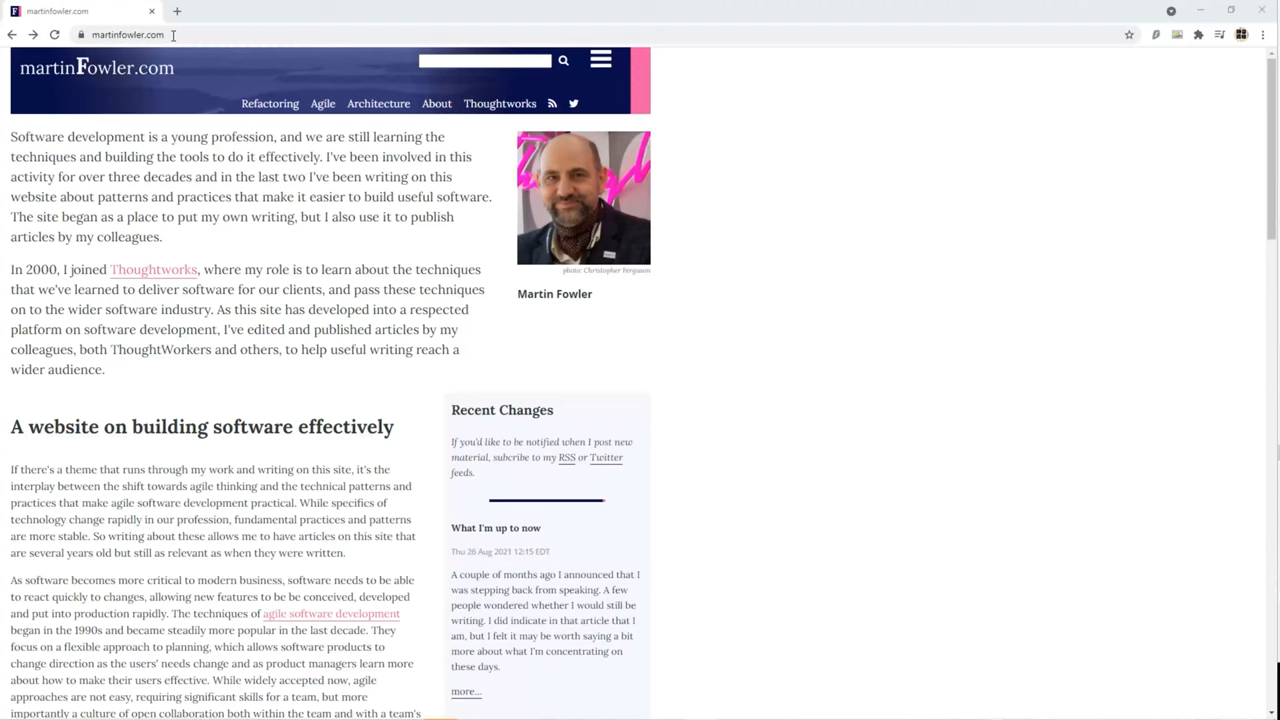 martinfowler.com
martinfowler.com
martinFowler.com
Refactoring Agile Architecture About Thoughtworks
Software development is a young profession, and we are still learning the
techniques and building the tools to do it effectively. I've been involved in this
activity for over three decades and in the last two I've been writing on this
website about patterns and practices that make it easier to build useful software.
The site began as a place to put my own writing, but I also use it to publish
articles by my colleagues.
In 2000, I joined Thoughtworks, where my role is to learn about the techniques
that we've learned to deliver software for our clients, and pass these techniques
on to the wider software industry. As this site has developed into a respected
platform on software development, I've edited and published articles by my
colleagues, both ThoughtWorkers and others, to help useful writing reach a
wider audience.
photo: Christopher Ferguson
Martin Fowler
A website on building software effectively
If there's a theme that runs through my work and writing on this site, it's the
interplay between the shift towards agile thinking and the technical patterns and
practices that make agile software development practical. While specifics of
technology change rapidly in our profession, fundamental practices and patterns
are more stable. So writing about these allows me to have articles on this site that
are several years old but still as relevant as when they were written.
As software becomes more critical to modern business, software needs to be able
to react quickly to changes, allowing new features to be be conceived, developed
and put into production rapidly. The techniques of agile software development
began in the 1990s and became steadily more popular in the last decade. They
focus on a flexible approach to planning, which allows software products to
change direction as the users' needs change and as product managers learn more
about how to make their users effective. While widely accepted now, agile
approaches are not easy, requiring significant skills for a team, but more
importantly a culture of open collaboration both within the team and with a team's
Recent Changes
If you'd like to be notified when I post new
material, subcribe to my RSS or Twitter
feeds.
What I'm up to now
Thu 26 Aug 2021 12:15 EDT
A couple of months ago I announced that I
was stepping back from speaking. A few
people wondered whether I would still be
writing. I did indicate in that article that I
am, but I felt it may be worth saying a bit
more about what I'm concentrating on
these days.
more...